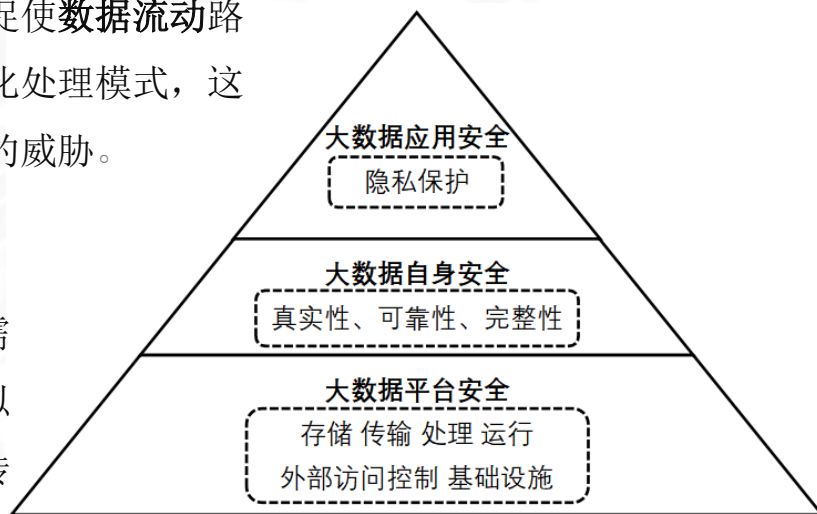 使数据流动路
化处理模式，这
的威胁。
大数据应用安全
隐私保护
大数据自身安全
真实性、可靠性、完整性
大数据平台安全
存储 传输 处理 运行
外部访问控制 基础设施